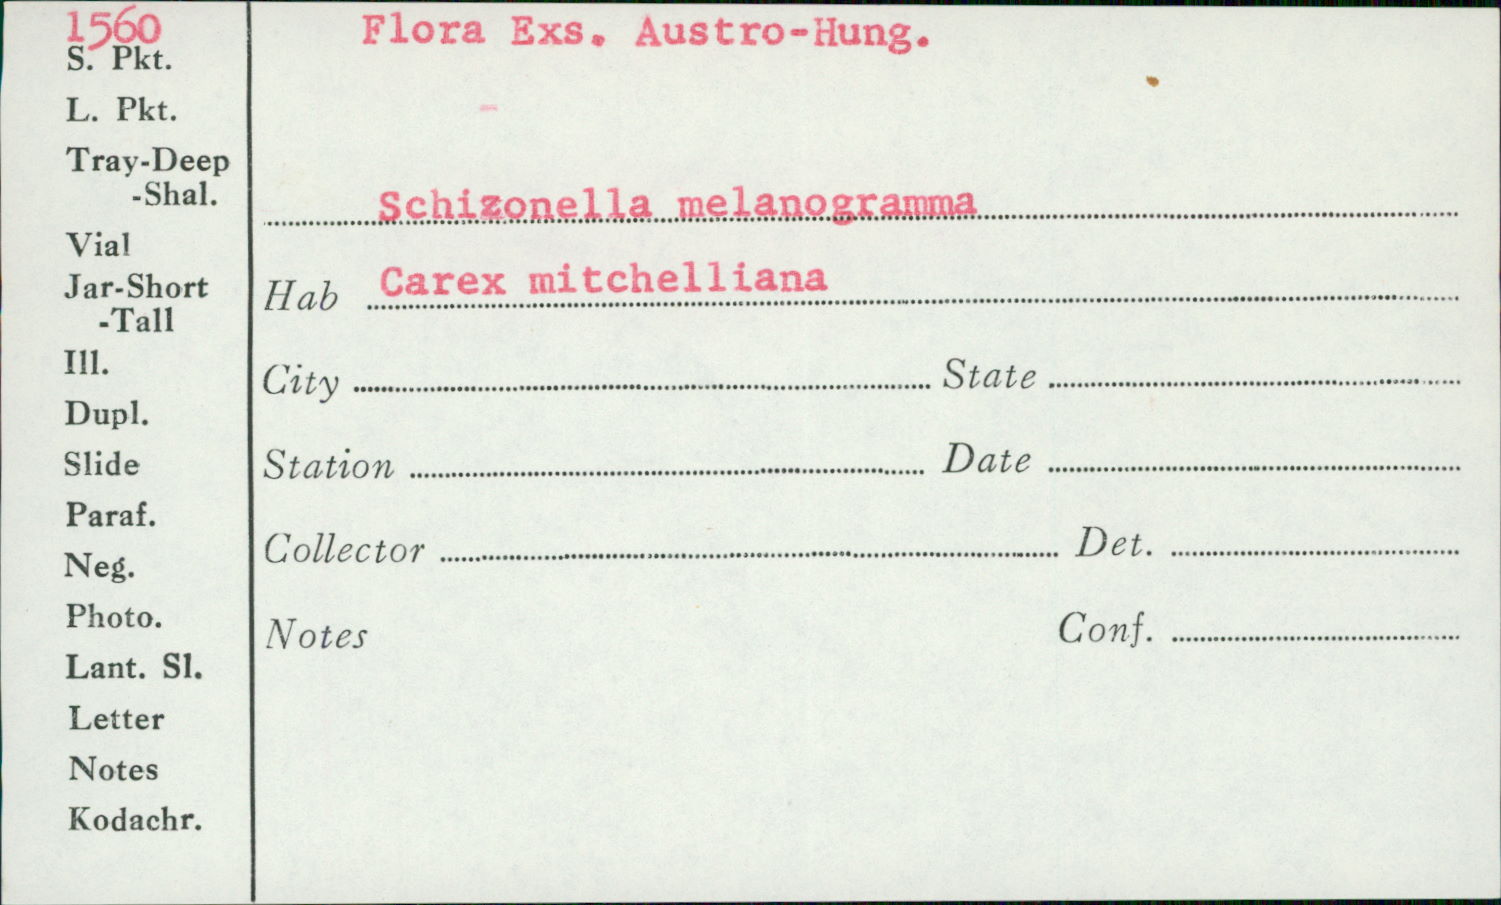 1560
Flora Exs. Austro-Hung.
S. Pkt.
L. Pkt.
Tray-Deep
-Shal.
Schizonella melanogramma
Vial
Jar-Short
-Tall
Hab Carex mitchelliana
Ill.
City State
Dupl.
Slide
Station Date
Paraf.
Collector Det.
Neg.
Photo.
Notes Conf.
Lant. Sl.
Letter
Notes
Kodachr.